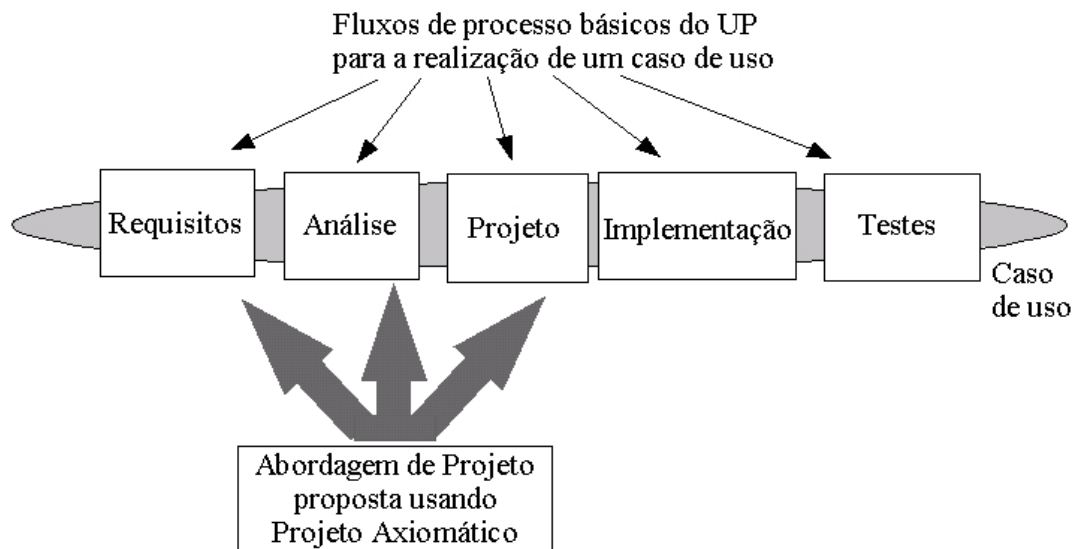 Fluxos de processo básicos do UP
para a realização de um caso de uso
Requisitos
Análise
Projeto
Implementação
Testes
Caso
de uso
Abordagem de Projeto
proposta usando
Projeto Axiomático